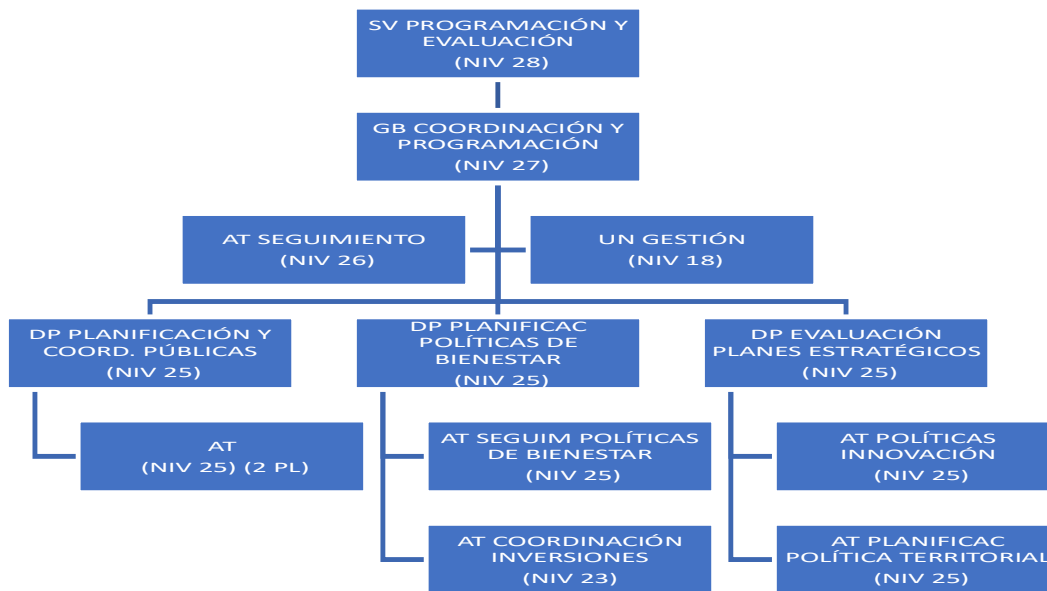 SV PROGRAMACIÓN Y
EVALUACIÓN
(NIV 28)
GB COORDINACIÓN Y
PROGRAMACIÓN
(NIV 27)
AT SEGUIMIENTO
(NIV 26)
UN GESTIÓN
(NIV 18)
DP PLANIFICACIÓN Y
COORD. PÚBLICAS
(NIV 25)
DP PLANIFICAC
POLÍTICAS DE
BIENESTAR
(NIV 25)
DP EVALUACIÓN
PLANES ESTRATÉGICOS
(NIV 25)
AT
(NIV 25) (2 PL)
AT SEGUIM POLÍTICAS
DE BIENESTAR
(NIV 25)
AT POLÍTICAS
INNOVACIÓN
(NIV 25)
AT COORDINACIÓN
INVERSIONES
(NIV 23)
AT PLANIFICAC
POLÍTICA TERRITORIAL
(NIV 25)